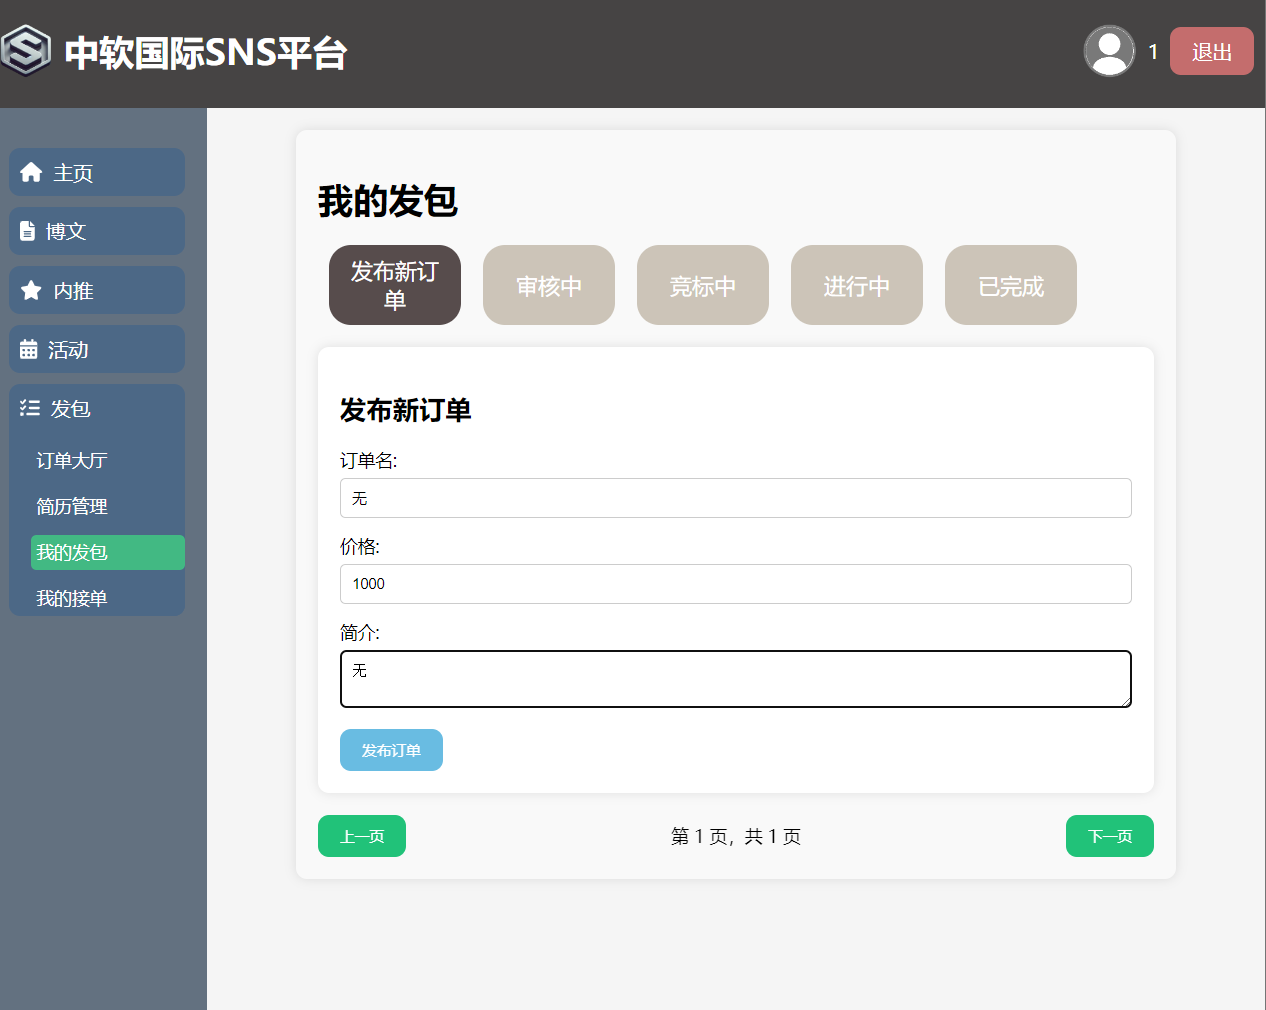 中软国际SNS平台
1
退出
主页
博文
内推
活动
发包
订单大厅
简历管理
我的发包
我的接单
我的发包
发布新订
单
审核中
竞标中
进行中
已完成
发布新订单
订单名:
无
价格:
1000
简介:
无
发布订单
上一页
第 1 页，共 1 页
下一页